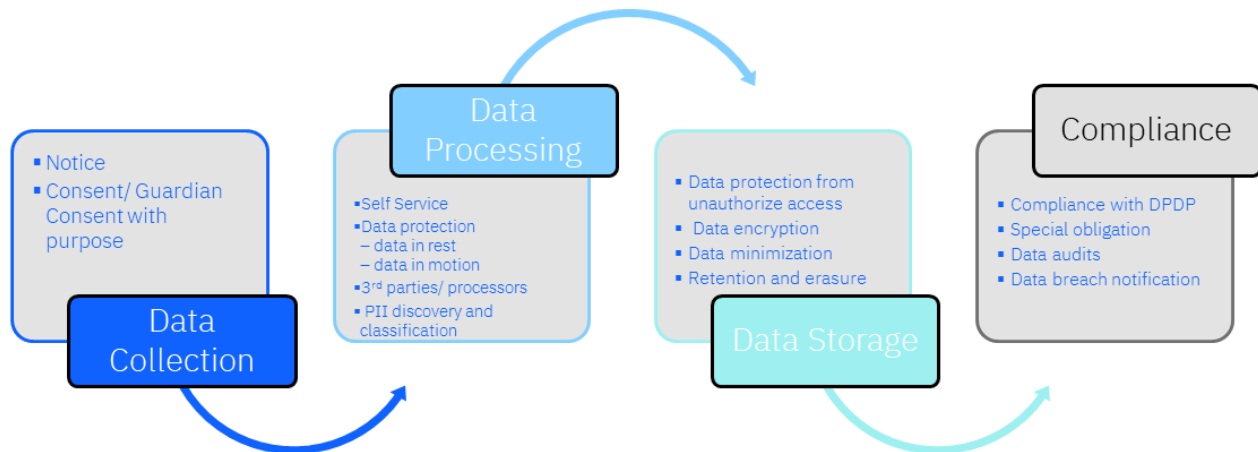 ▪ Notice
▪ Consent/ Guardian
Consent with
purpose
Data
Collection
Data
Processing
▪Self Service
▪Data protection
– data in rest
– data in motion
▪3rd parties/ processors
▪ PII discovery and
classification
▪ Data protection from
unauthorize access
▪ Data encryption
▪ Data minimization
▪ Retention and erasure
Data Storage
Compliance
▪ Compliance with DPDP
▪ Special obligation
▪ Data audits
▪ Data breach notification